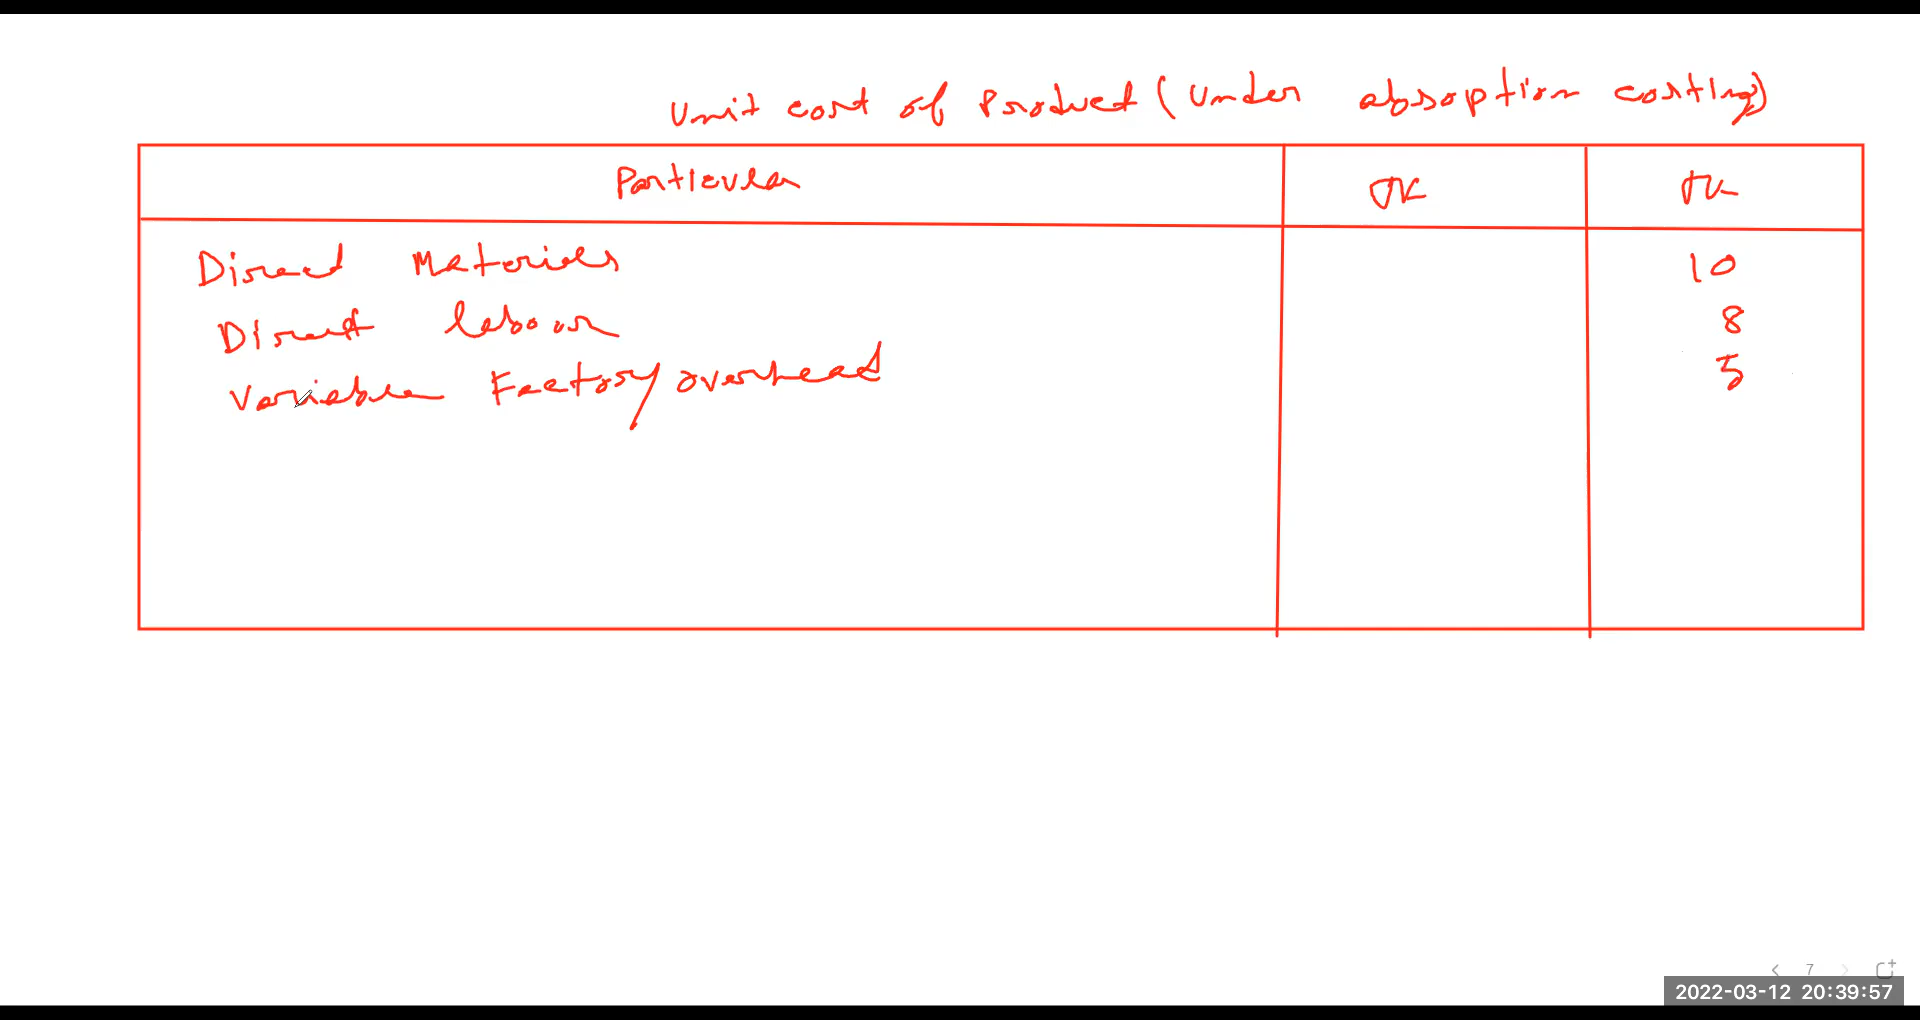 Unit cost of Product (Under absoption costing)
Particular TK TK
Direct Materials 10
Direct labour 8
Variable Factory overhead 5
7
2022-03-12 20:39:57